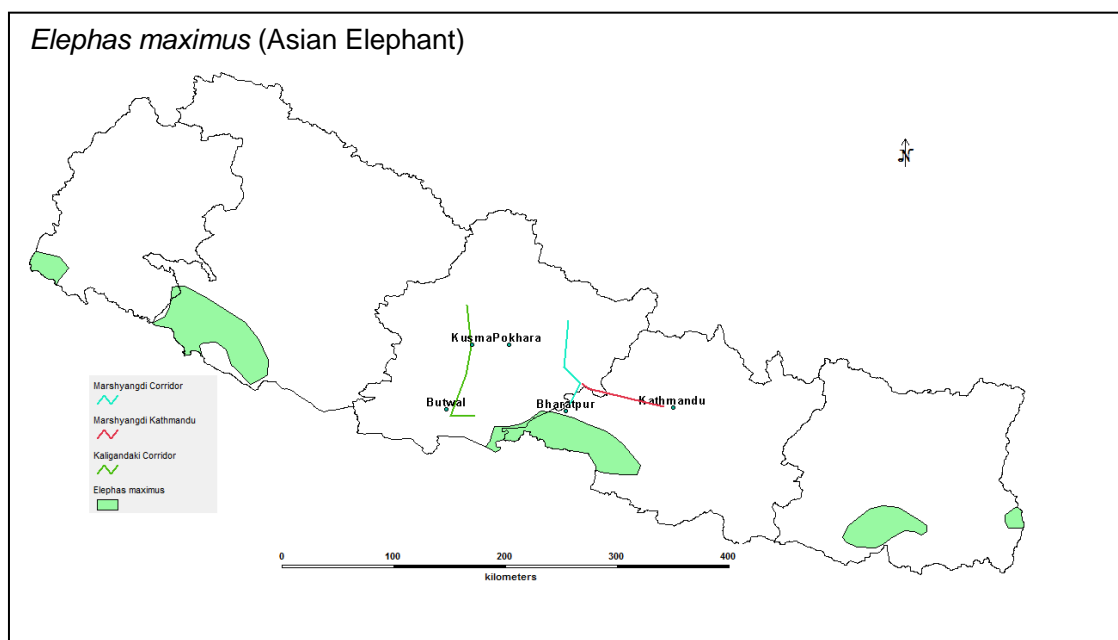 Elephas maximus (Asian Elephant)
N
KusmaPokhara
Butwal
Bharatpur
Kathmandu
Marshyangdi Corridor
Marshyangdi Kathmandu
Kaligandaki Corridor
Elephas maximus
0 100 200 300 400
kilometers